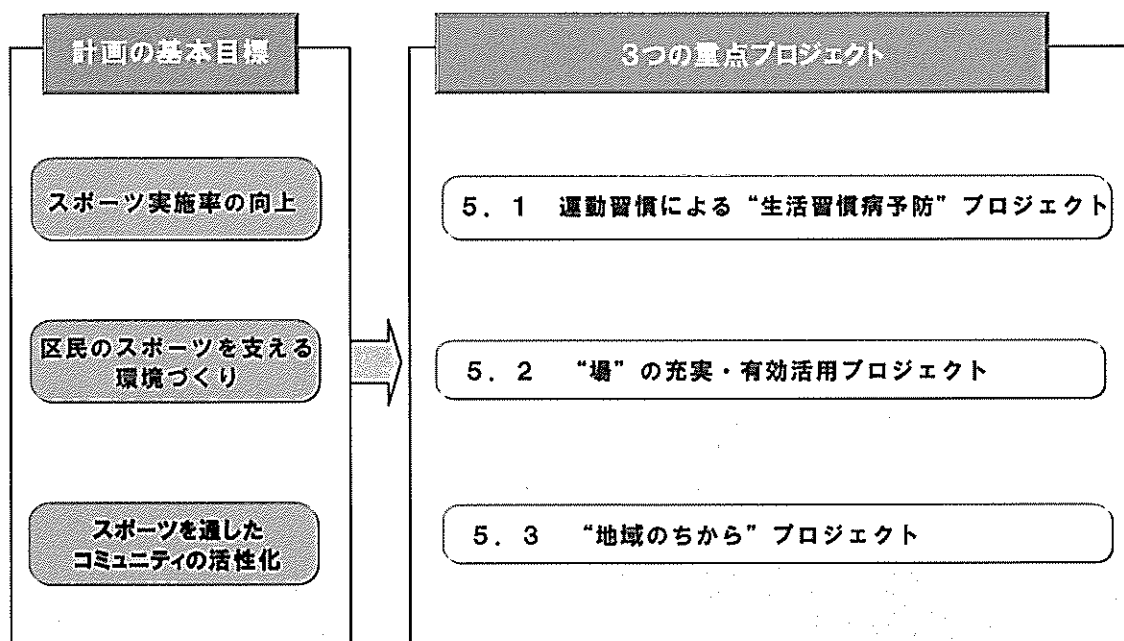 計画の基本目標
スポーツ実施率の向上
区民のスポーツを支える
環境づくり
スポーツを通した
コミュニティの活性化
3つの重点プロジェクト
5．1　運動習慣による“生活習慣病予防”プロジェクト
5．2　“場”の充実・有効活用プロジェクト
5．3　“地域のちから”プロジェクト